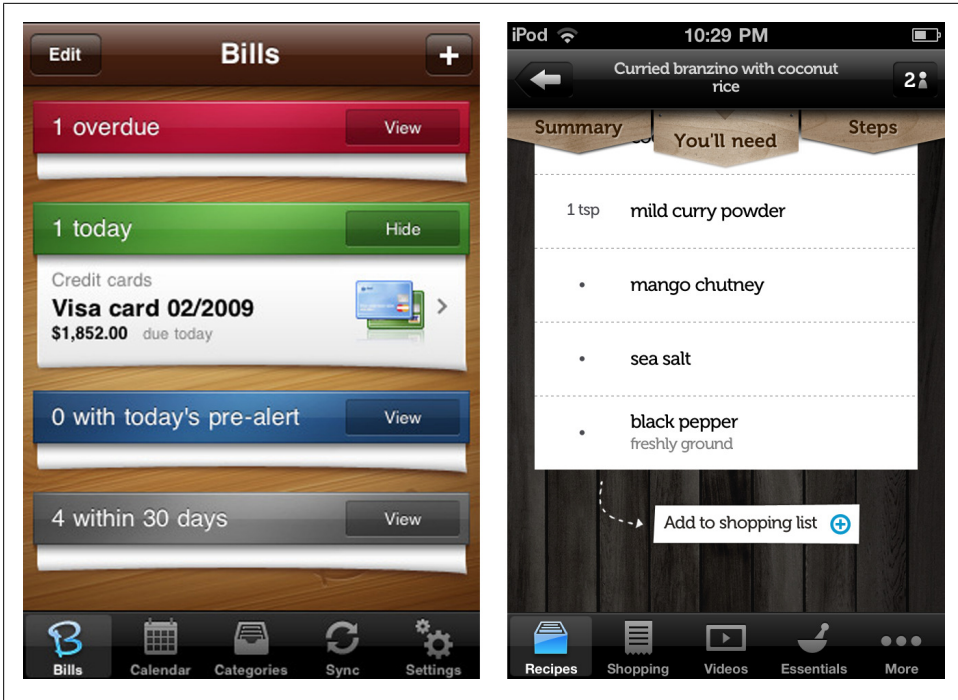 Edit
Bills
+
1 overdue
View
1 today
Hide
Credit cards
Visa card 02/2009
$1,852.00 due today
0 with today's pre-alert
View
4 within 30 days
View
Bills
Calendar
Categories
Sync
Settings
iPod
10:29 PM
Curried branzino with coconut
rice
2
Summary
You'll need
Steps
1 tsp
mild curry powder
• mango chutney
• sea salt
• black pepper
freshly ground
Add to shopping list
Recipes
Shopping
Videos
Essentials
More